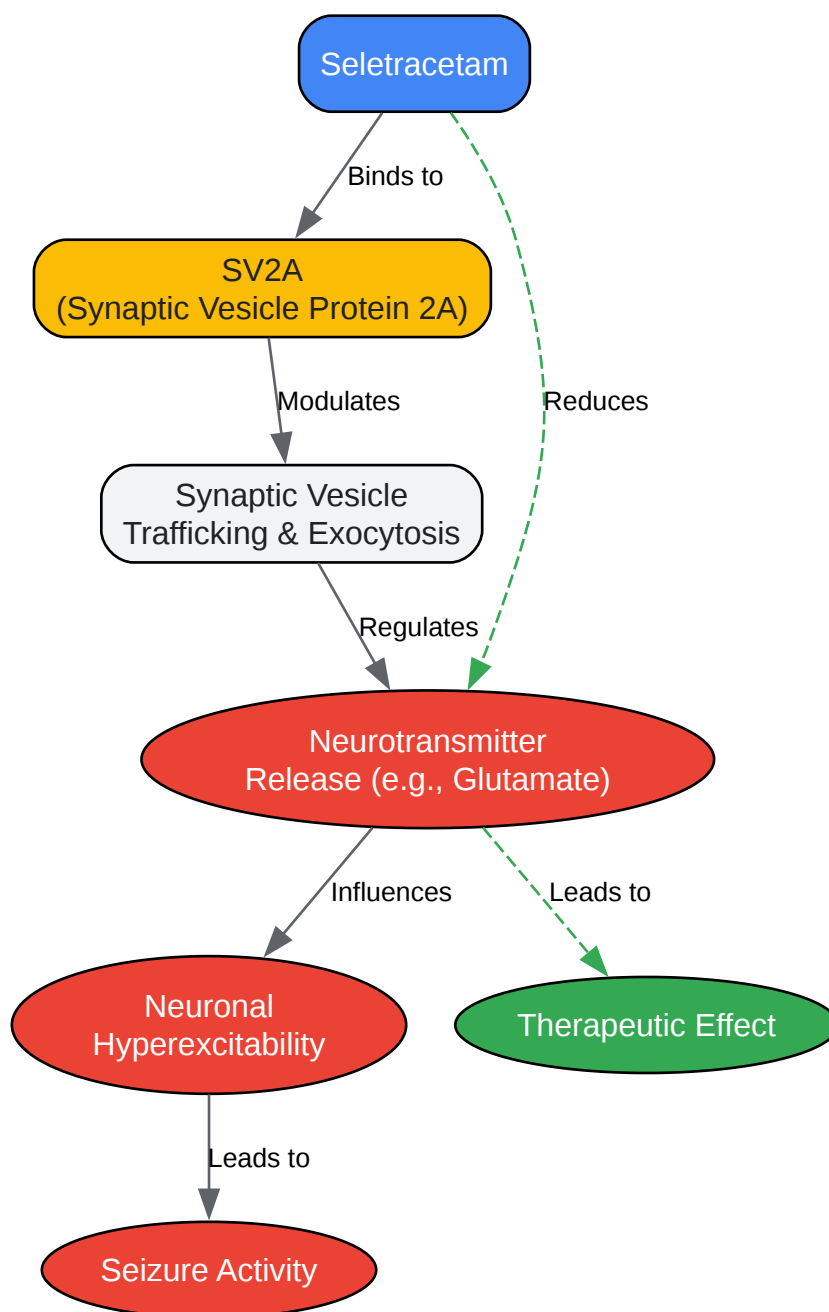 Seletracetam
Binds to
SV2A
(Synaptic Vesicle Protein 2A)
Modulates
Reduces
Synaptic Vesicle
Trafficking & Exocytosis
Regulates
Neurotransmitter
Release (e.g., Glutamate)
Influences
Leads to
Neuronal
Hyperexcitability
Therapeutic Effect
Leads to
Seizure Activity